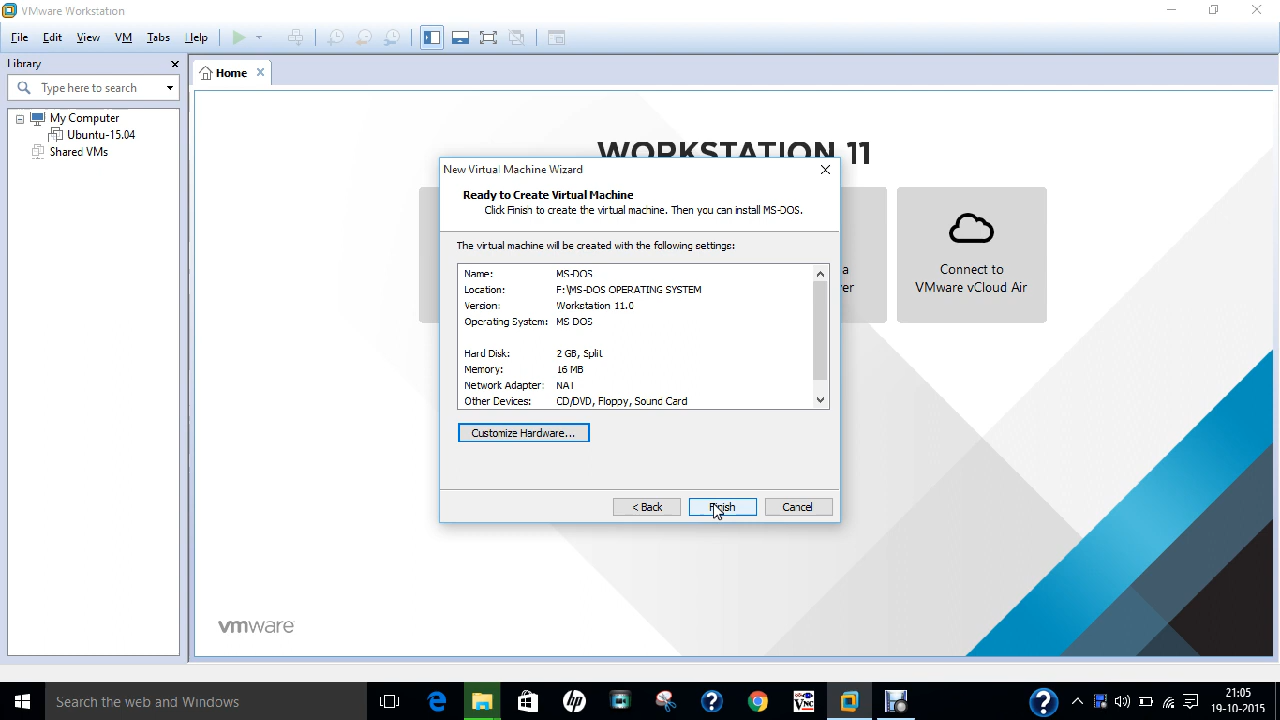 VMware Workstation
File Edit View VM Tabs Help
Library
Type here to search
My Computer
Ubuntu-15.04
Shared VMs
Home
WORKSTATION 11
New Virtual Machine Wizard
Ready to Create Virtual Machine
Click Finish to create the virtual machine. Then you can install MS-DOS.
The virtual machine will be created with the following settings:
Name: MS-DOS
Location: F:\MS-DOS OPERATING SYSTEM
Version: Workstation 11.0
Operating System: MS-DOS
Hard Disk: 2 GB, Split
Memory: 16 MB
Network Adapter: NAT
Other Devices: CD/DVD, Floppy, Sound Card
Customize Hardware...
< Back Finish Cancel
a
ver
Connect to
VMware vCloud Air
vmware
Search the web and Windows
21:05
19-10-2015